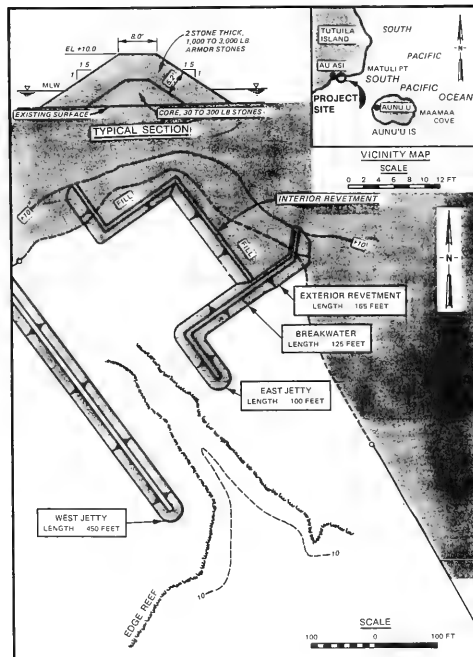 8.0'
EL +10.0
2 STONE THICK,
1,000 TO 3,000 LB
ARMOR STONES
1.5
1
1.5
1
MLW
EXISTING SURFACE
CORE, 30 TO 300 LB STONES
TYPICAL SECTION
TUTUILA
ISLAND
SOUTH
PACIFIC
AUASI
MATULI PT
SOUTH
PACIFIC
OCEAN
PROJECT
SITE
AUNU'U
MAAMAA
COVE
AUNU'U IS
VICINITY MAP
SCALE
0 2 4 6 8 10 12 FT
+10'
FILL
INTERIOR REVETMENT
FILL
+10'
-N-
EXTERIOR REVETMENT
LENGTH 165 FEET
BREAKWATER
LENGTH 125 FEET
EAST JETTY
LENGTH 100 FEET
WEST JETTY
LENGTH 450 FEET
10
10
EDGE REEF
SCALE
100 0 100 FT